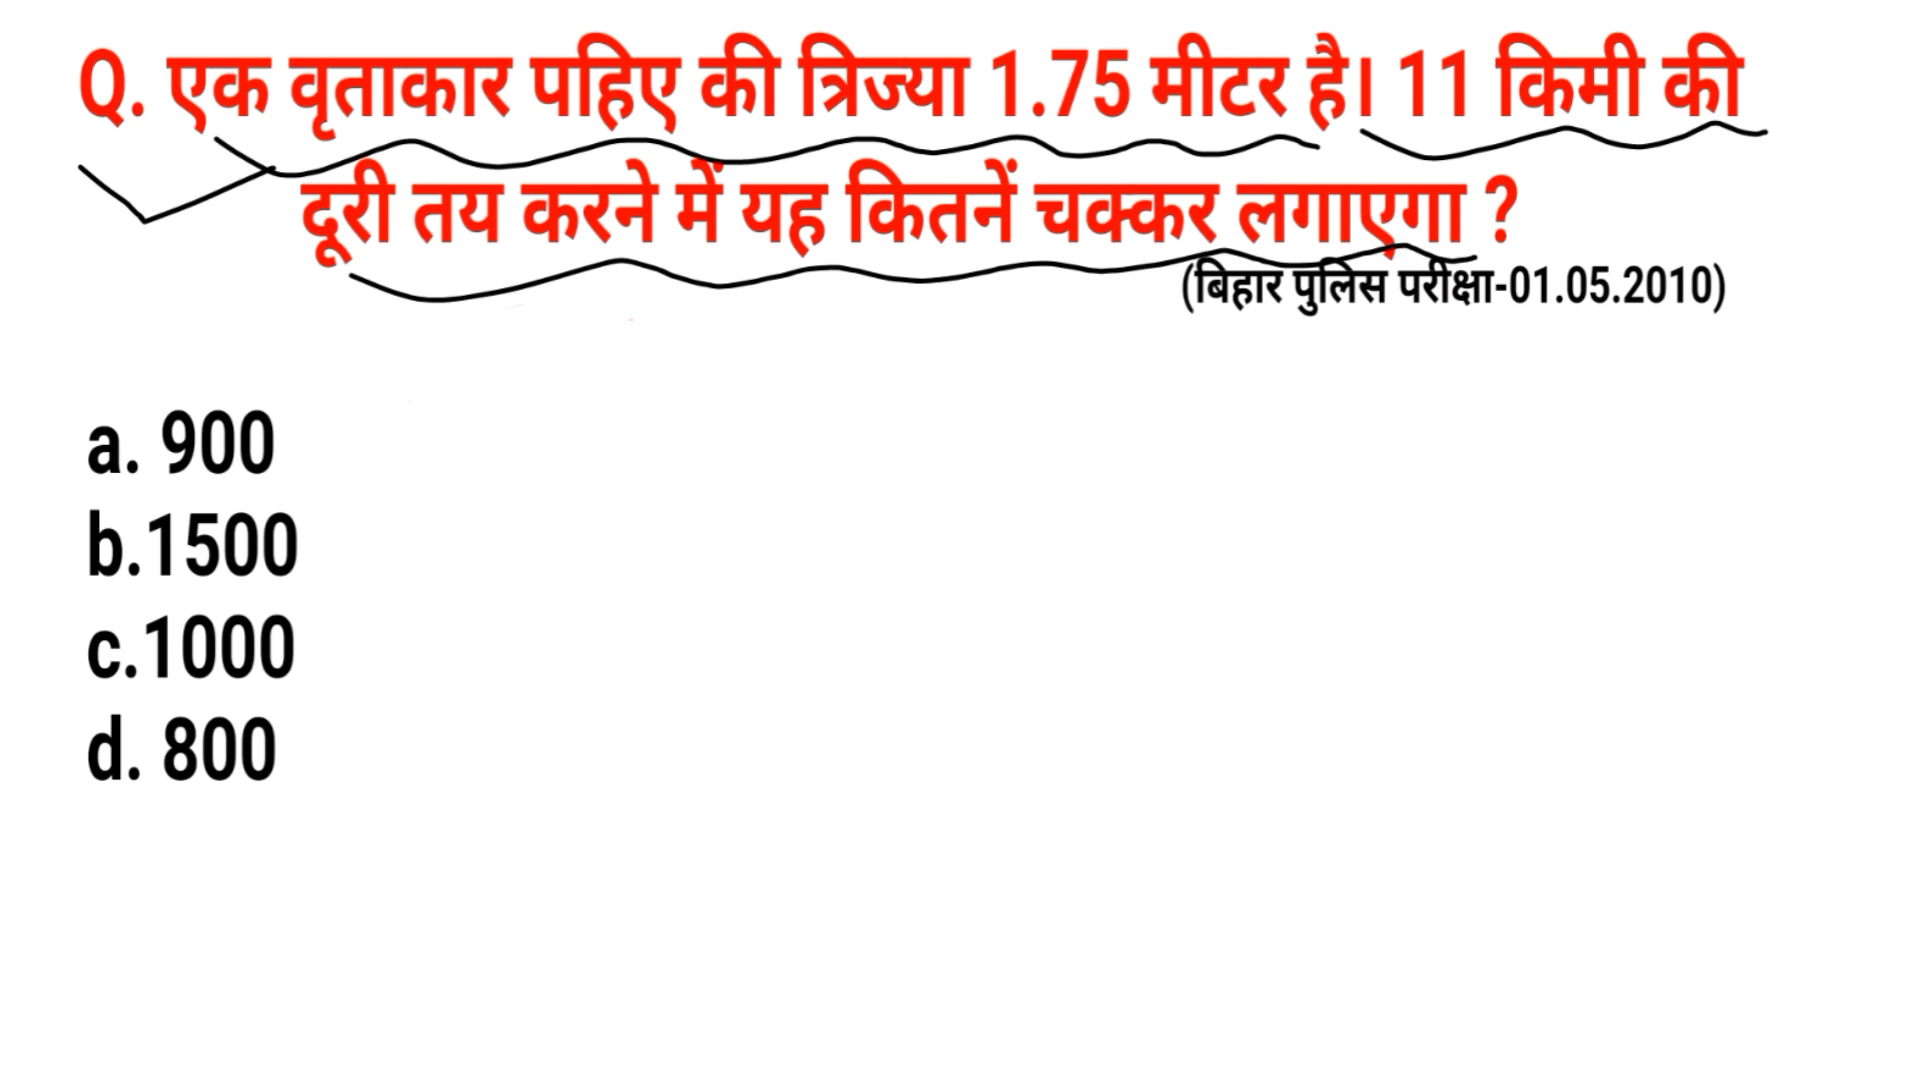 Q. एक वृताकार पहिए की त्रिज्या 1.75 मीटर है। 11 किमी की
दूरी तय करने में यह कितनें चक्कर लगाएगा ?
(बिहार पुलिस परीक्षा-01.05.2010)
a. 900
b.1500
c.1000
d. 800